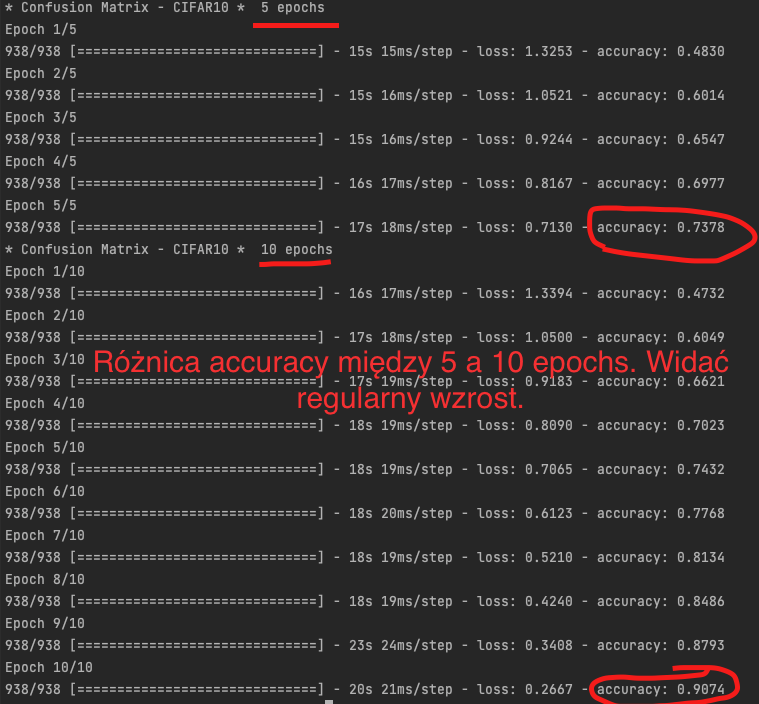 * Confusion Matrix - CIFAR10 *  5 epochs
Epoch 1/5
938/938 [==============================] - 15s 15ms/step - loss: 1.3253 - accuracy: 0.4830
Epoch 2/5
938/938 [==============================] - 15s 16ms/step - loss: 1.0521 - accuracy: 0.6014
Epoch 3/5
938/938 [==============================] - 15s 16ms/step - loss: 0.9244 - accuracy: 0.6547
Epoch 4/5
938/938 [==============================] - 16s 17ms/step - loss: 0.8167 - accuracy: 0.6977
Epoch 5/5
938/938 [==============================] - 17s 18ms/step - loss: 0.7130 - accuracy: 0.7378
* Confusion Matrix - CIFAR10 *  10 epochs
Epoch 1/10
938/938 [==============================] - 16s 17ms/step - loss: 1.3394 - accuracy: 0.4732
Epoch 2/10
938/938 [==============================] - 17s 18ms/step - loss: 1.0500 - accuracy: 0.6049
Epoch 3/10
Różnica accuracy między 5 a 10 epochs. Widać
938/938 [==============================] - 17s 19ms/step - loss: 0.9183 - accuracy: 0.6621
regularny wzrost.
Epoch 4/10
938/938 [==============================] - 18s 19ms/step - loss: 0.8090 - accuracy: 0.7023
Epoch 5/10
938/938 [==============================] - 18s 19ms/step - loss: 0.7065 - accuracy: 0.7432
Epoch 6/10
938/938 [==============================] - 18s 20ms/step - loss: 0.6123 - accuracy: 0.7768
Epoch 7/10
938/938 [==============================] - 18s 19ms/step - loss: 0.5210 - accuracy: 0.8134
Epoch 8/10
938/938 [==============================] - 18s 19ms/step - loss: 0.4240 - accuracy: 0.8486
Epoch 9/10
938/938 [==============================] - 23s 24ms/step - loss: 0.3408 - accuracy: 0.8793
Epoch 10/10
938/938 [==============================] - 20s 21ms/step - loss: 0.2667 - accuracy: 0.9074